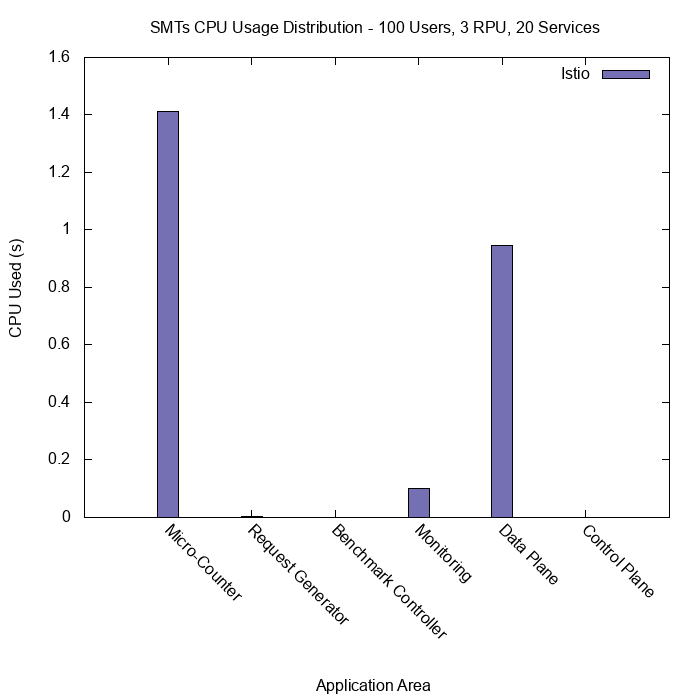 SMTs CPU Usage Distribution - 100 Users, 3 RPU, 20 Services
Istio
1.6
1.4
1.2
1
0.8
0.6
0.4
0.2
0
CPU Used (s)
Micro-Counter
Request Generator
Benchmark Controller
Monitoring
Data Plane
Control Plane
Application Area